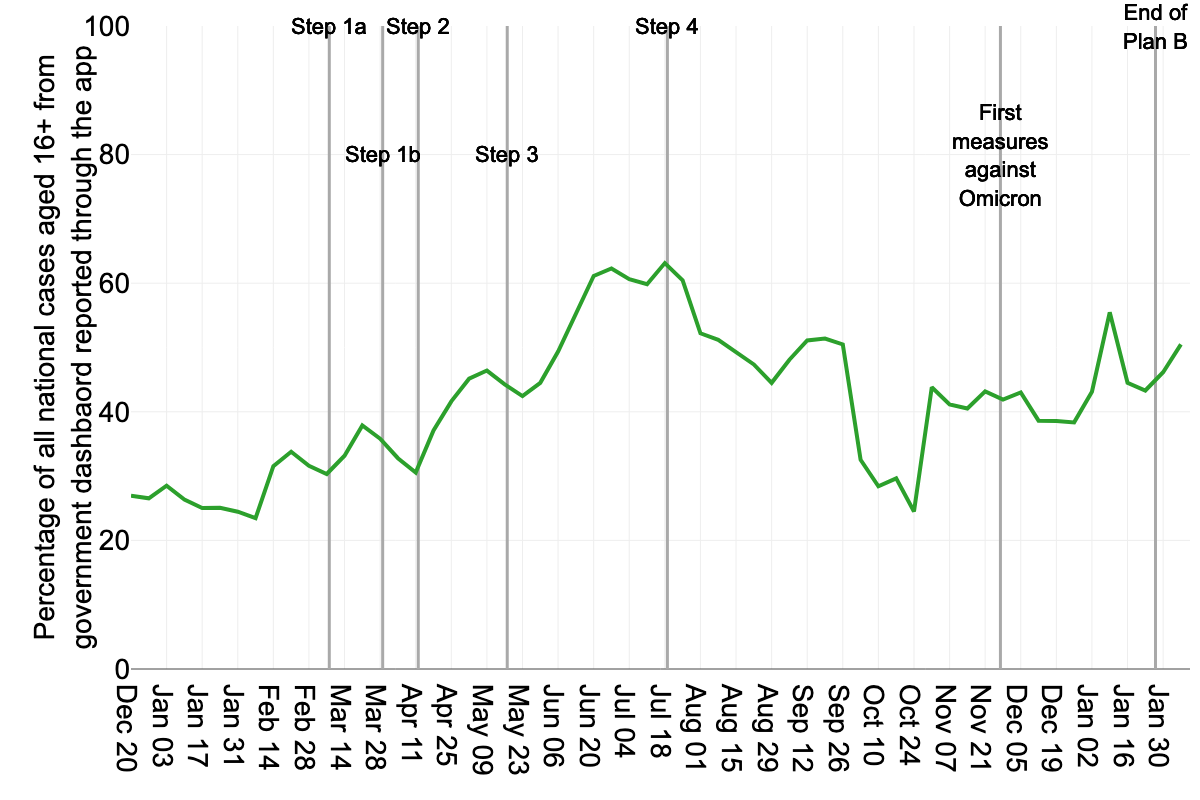 Percentage of all national cases aged 16+ from
government dashbaord reported through the app
100
80
60
40
20
0
Step 1a
Step 1b
Step 2
Step 3
Step 4
First
measures
against
Omicron
End of
Plan B
Dec 20
Jan 03
Jan 17
Jan 31
Feb 14
Feb 28
Mar 14
Mar 28
Apr 11
Apr 25
May 09
May 23
Jun 06
Jun 20
Jul 04
Jul 18
Aug 01
Aug 15
Aug 29
Sep 12
Sep 26
Oct 10
Oct 24
Nov 07
Nov 21
Dec 05
Dec 19
Jan 02
Jan 16
Jan 30